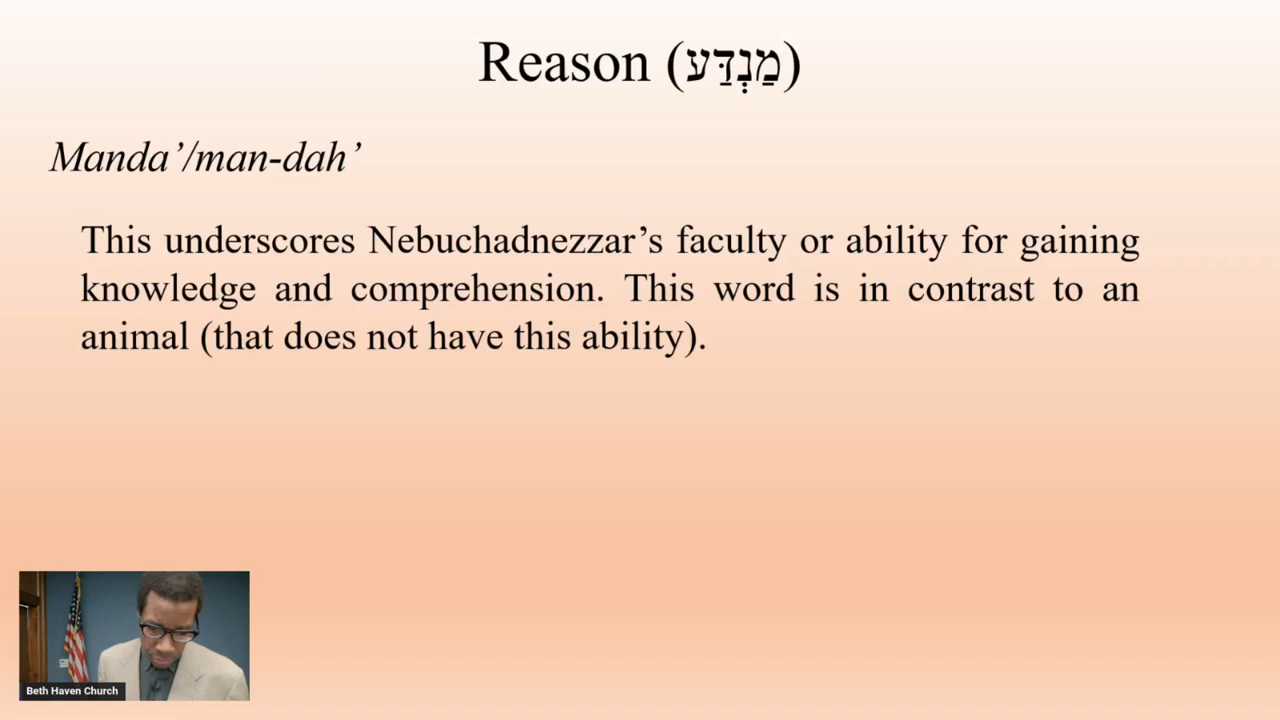 Reason (מַנְדַּע)
Manda’/man-dah’
This underscores Nebuchadnezzar’s faculty or ability for gaining
knowledge and comprehension. This word is in contrast to an
animal (that does not have this ability).
Beth Haven Church